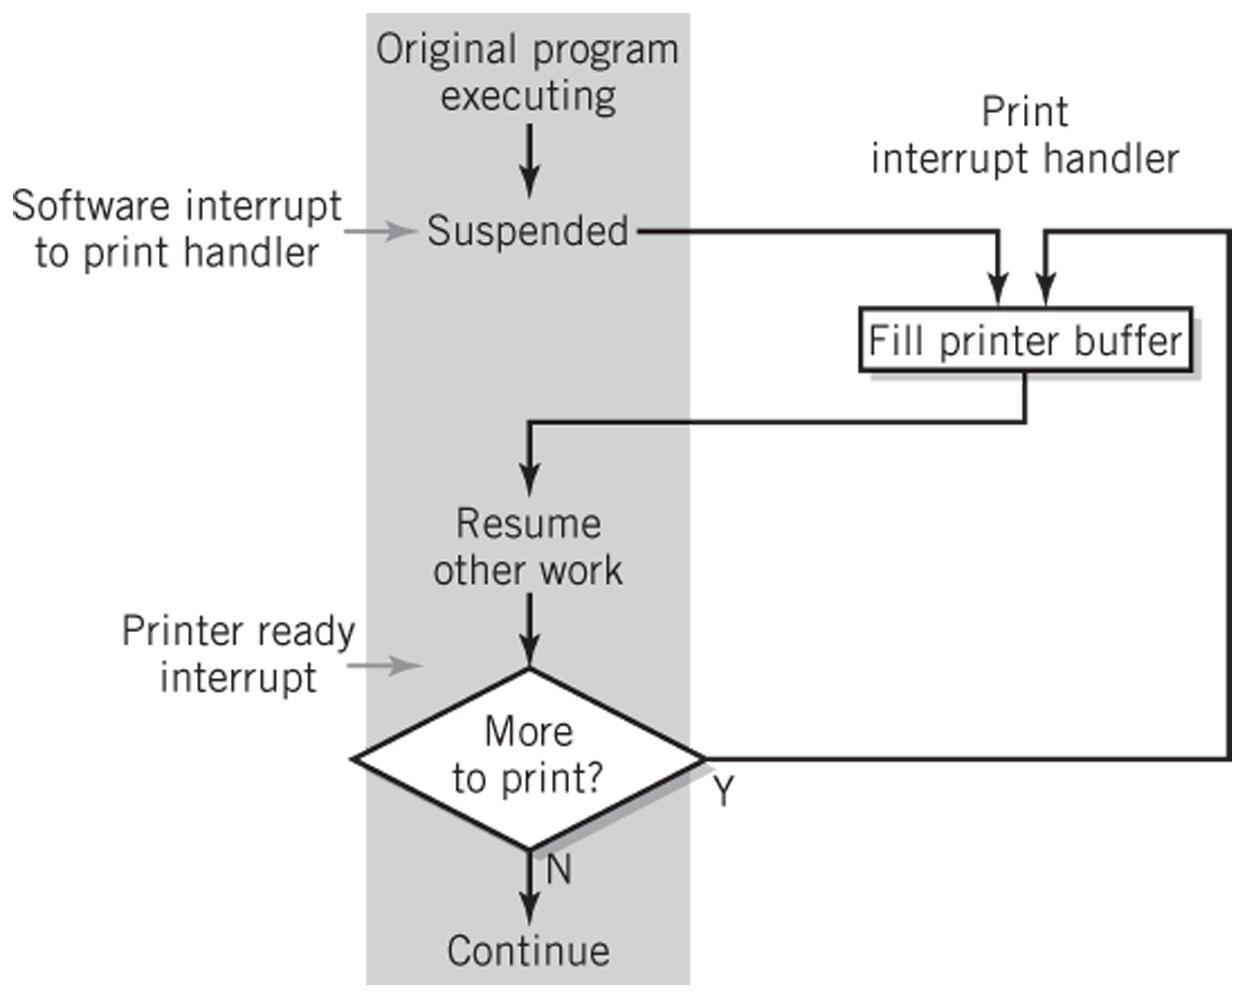 Original program
executing
Print
interrupt handler
Software interrupt
to print handler
Suspended
Fill printer buffer
Resume
other work
Printer ready
interrupt
More
to print?
Y
N
Continue